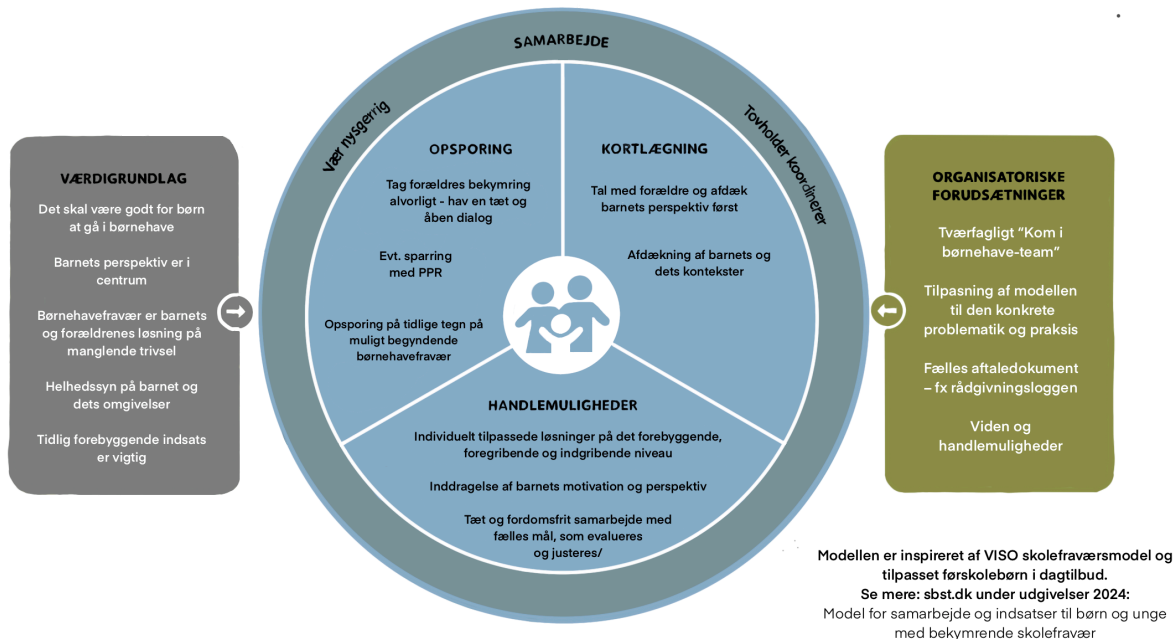 SAMARBEJDE
Vær nysgerrig
Tovholder koordinerer
VÆRDIGRUNDLAG
Det skal være godt for børn
at gå i børnehave
Barnets perspektiv er i
centrum
Børnehavefravær er barnets
og forældrenes løsning på
manglende trivsel
Helhedssyn på barnet og
dets omgivelser
Tidlig forebyggende indsats
er vigtig
OPSPORING
Tag forældres bekymring
alvorligt - hav en tæt og
åben dialog
Evt. sparring
med PPR
Opsporing på tidlige tegn på
muligt begyndende
børnehavefravær
KORTLÆGNING
Tal med forældre og afdæk
barnets perspektiv først
Afdækning af barnets og
dets kontekster
HANDLEMULIGHEDER
Individuelt tilpassede løsninger på det forebyggende,
foregribende og indgribende niveau
Inddragelse af barnets motivation og perspektiv
Tæt og fordomsfrit samarbejde med
fælles mål, som evalueres
og justeres/
ORGANISATORISKE
FORUDSÆTNINGER
Tværfagligt “Kom i
børnehave-team”
Tilpasning af modellen
til den konkrete
problematik og praksis
Fælles aftaledokument
– fx rådgivningsloggen
Viden og
handlemuligheder
Modellen er inspireret af VISO skolefraværsmodel og
tilpasset førskolebørn i dagtilbud.
Se mere: sbst.dk under udgivelser 2024:
Model for samarbejde og indsatser til børn og unge
med bekymrende skolefravær